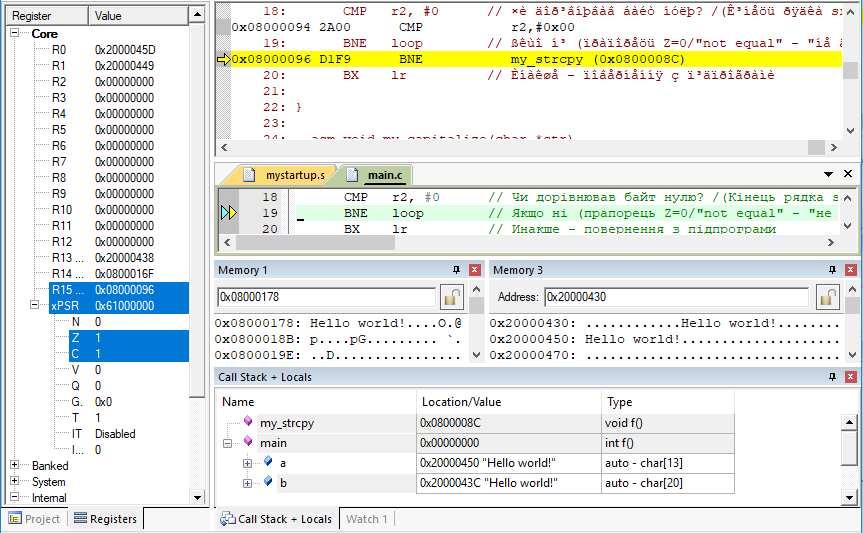 Register Value
Core
R0 0x2000045D
R1 0x20000449
R2 0x00000000
R3 0x00000000
R4 0x00000000
R5 0x00000000
R6 0x00000000
R7 0x00000000
R8 0x00000000
R9 0x00000000
R10 0x00000000
R11 0x00000000
R12 0x00000000
R13 ... 0x20000438
R14 ... 0x0800016F
R15 ... 0x08000096
xPSR 0x61000000
N 0
Z 1
C 1
V 0
Q 0
G. 0x0
T 1
IT Disabled
I... 0
Banked
System
Internal
Project Registers
18: CMP r2, #0 // ×è äîð³âíþâàâ áàéò íóëþ? /(Ê³íåöü ðÿäêà
0x08000094 2A00 CMP r2,#0x00
19: BNE loop // ßêùî í³ (ïðàïîðåöü Z=0/"not equal" - "íå
0x08000096 D1F9 BNE my_strcpy (0x0800008C)
20: BX lr // Èíàêøå - ïîâåðíåííÿ ç ï³äïðîãðàìè
21:
22: }
23:
24: asm void my_capitalize(char *str)
mystartup.s main.c
18 CMP r2, #0 // Чи дорівнював байт нулю? /(Кінець рядка
19 BNE loop // Якщо ні (прапорець Z=0/"not equal" - "не
20 BX lr // Инакше - повернення з підпрограми
Memory 1
0x08000178
0x08000178: Hello world!....O.@
0x0800018B: p....pG......... `.
0x0800019E: ..D................
Memory 3
Address: 0x20000430
0x20000430: ............Hello world!........
0x20000450: Hello world!....................
0x20000470: ................................
Call Stack + Locals
Name Location/Value Type
my_strcpy 0x0800008C void f()
main 0x00000000 int f()
a 0x20000450 "Hello world!" auto - char[13]
b 0x2000043C "Hello world!" auto - char[20]
Call Stack + Locals Watch 1